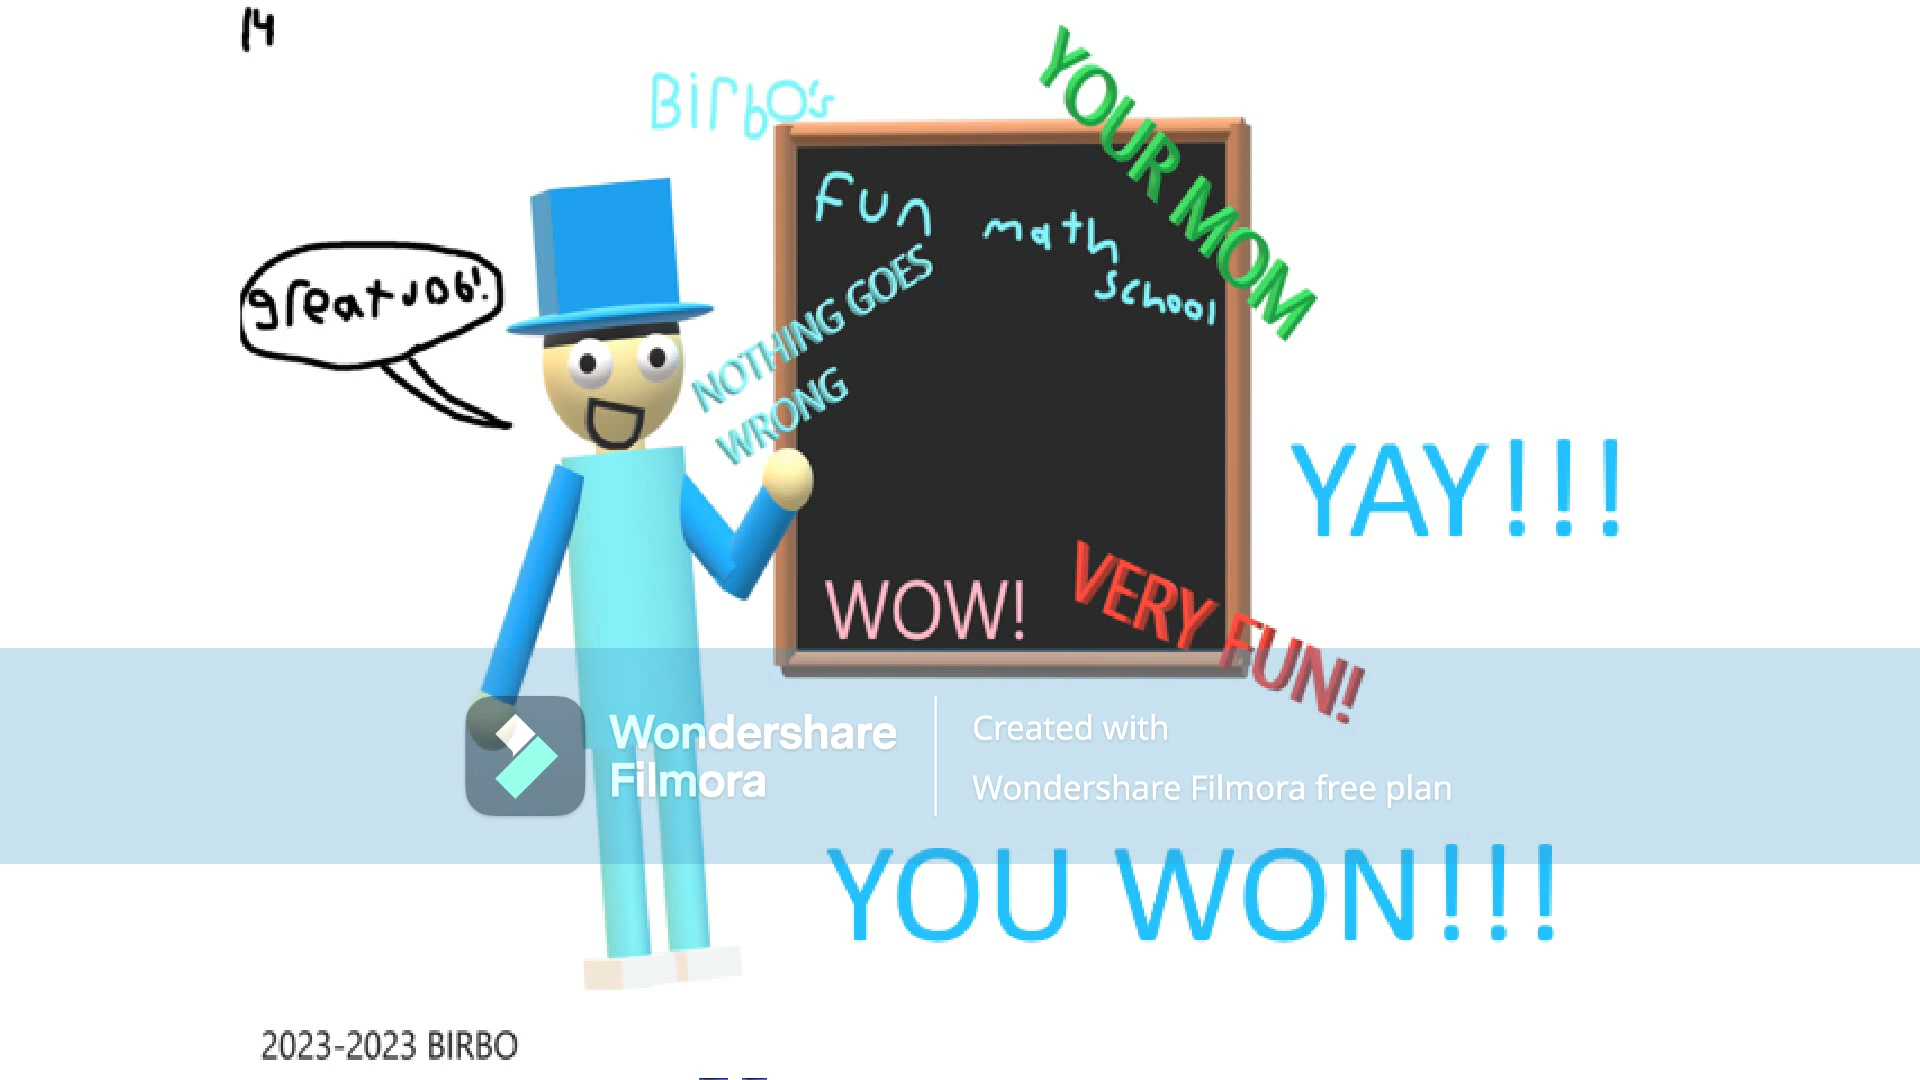 14
Birbo's
YOUR MOM
Fun
math
school
great JOB!
NOTHING GOES
WRONG
YAY!!!
WOW!
VERY FUN!
Wondershare
Filmora
Created with
Wondershare Filmora free plan
YOU WON!!!
2023-2023 BIRBO